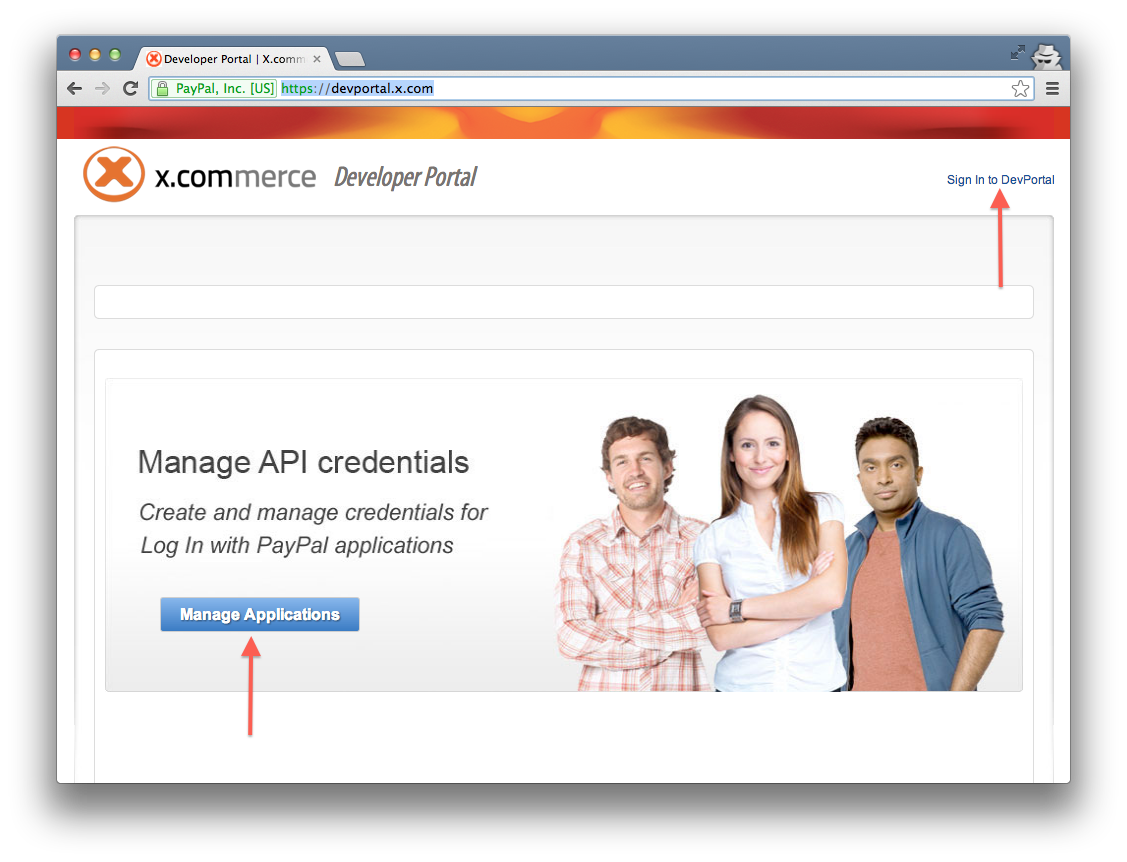 Developer Portal | X.comm
PayPal, Inc. [US] https://devportal.x.com
x.commerce Developer Portal
Sign In to DevPortal
Manage API credentials
Create and manage credentials for
Log In with PayPal applications
Manage Applications